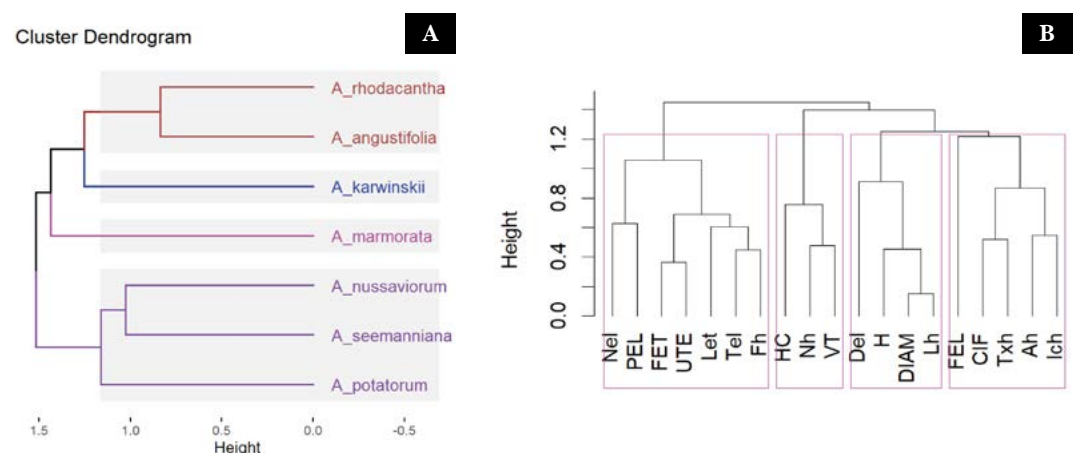 Cluster Dendrogram
A
A_rhodacantha
A_angustifolia
A_karwinskii
A_marmorata
A_nussaviorum
A_seemanniana
A_potatorum
1.5 1.0 0.5 0.0 -0.5
Height
B
Height
1.2
0.8
0.4
0.0
Nel
PEL
FET
UTE
Let
Tel
Fh
HC
Nh
VT
Del
H
DIAM
Lh
FEL
CIF
Txh
Ah
Ich